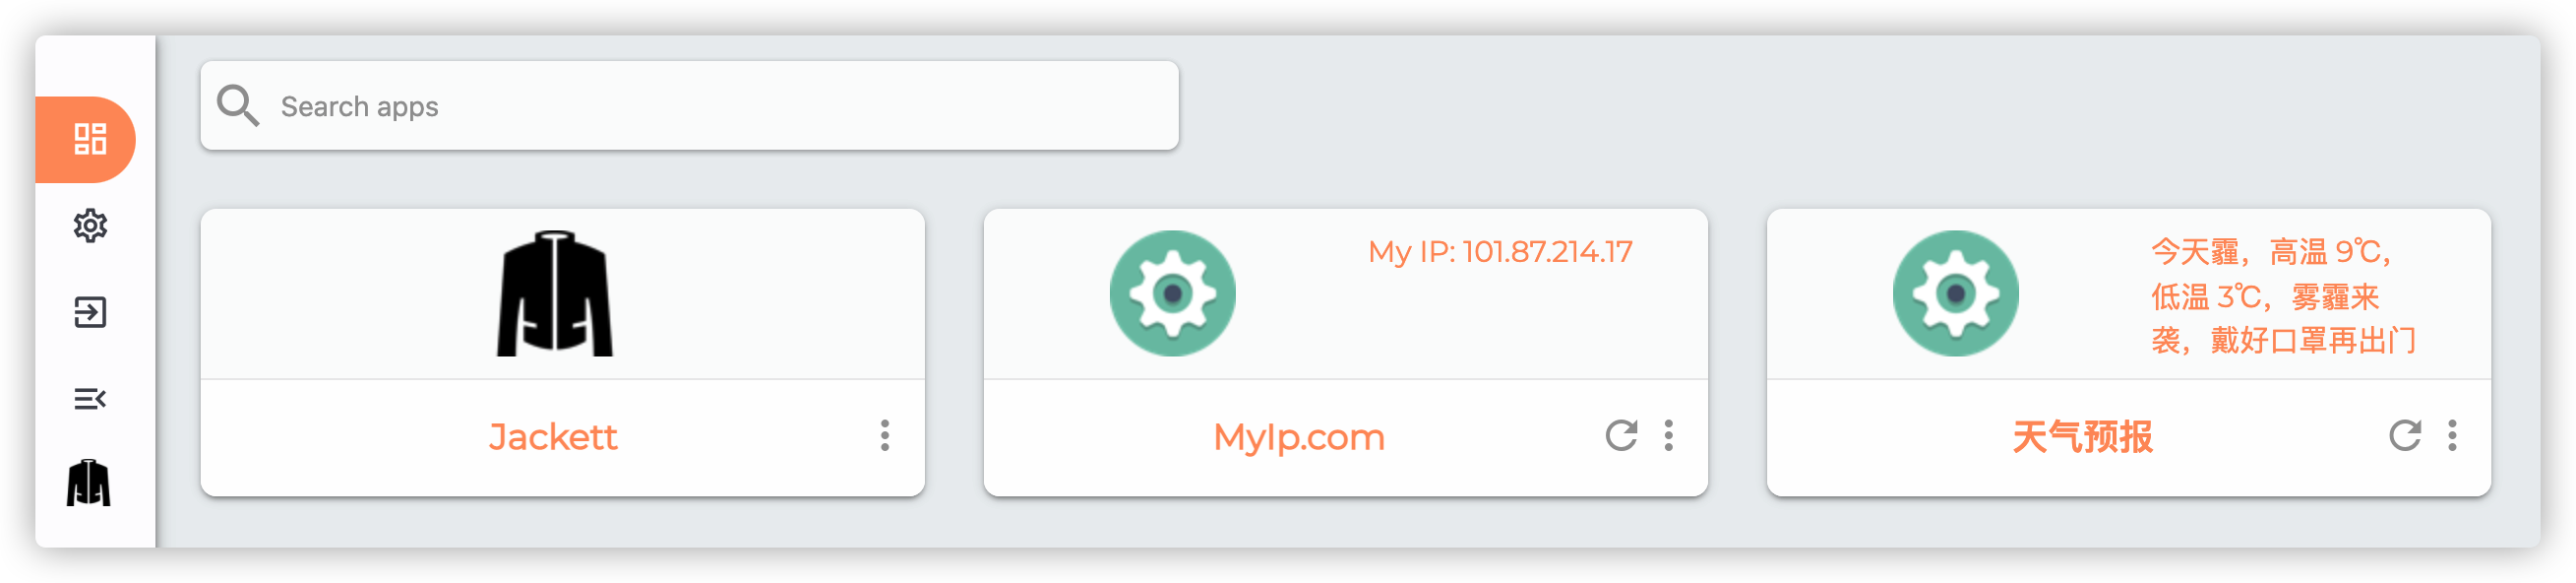 Search apps
Jackett
My IP: 101.87.214.17
MyIp.com
今天霾，高温 9℃，
低温 3℃，雾霾来
袭，戴好口罩再出门
天气预报